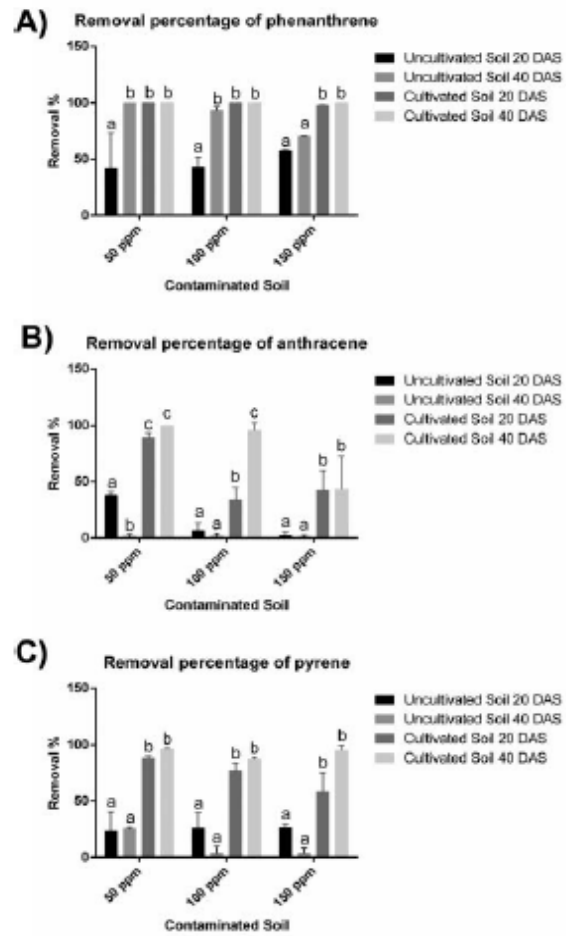 A)
Removal percentage of phenanthrene
150
100
50
0
Removal %
a b b b
a b b b
a a b b
50 ppm
100 ppm
150 ppm
Contaminated Soil
Uncultivated Soil 20 DAS
Uncultivated Soil 40 DAS
Cultivated Soil 20 DAS
Cultivated Soil 40 DAS
B)
Removal percentage of anthracene
150
100
50
0
Removal %
a b c c
a a b c
a a b b
50 ppm
100 ppm
150 ppm
Contaminated Soil
Uncultivated Soil 20 DAS
Uncultivated Soil 40 DAS
Cultivated Soil 20 DAS
Cultivated Soil 40 DAS
C)
Removal percentage of pyrene
150
100
50
0
Removal %
a a b b
a a b b
a a b b
50 ppm
100 ppm
150 ppm
Contaminated Soil
Uncultivated Soil 20 DAS
Uncultivated Soil 40 DAS
Cultivated Soil 20 DAS
Cultivated Soil 40 DAS